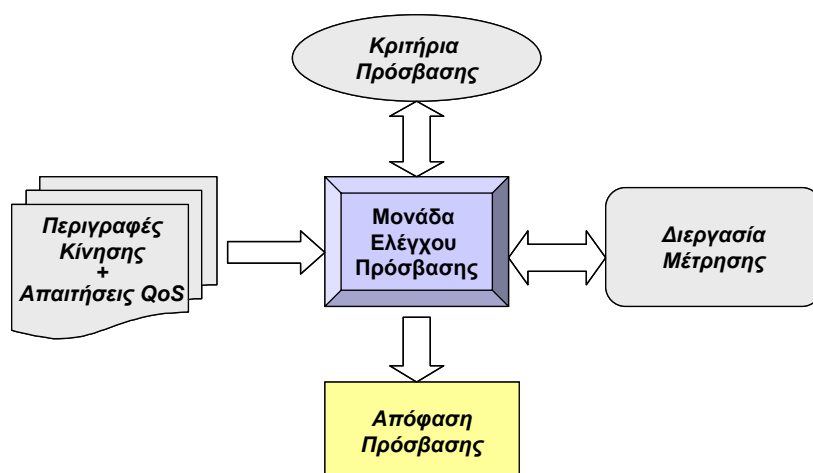 Κριτήρια
Πρόσβασης
Περιγραφές
Κίνησης
+
Απαιτήσεις QoS
Μονάδα
Ελέγχου
Πρόσβασης
Διεργασία
Μέτρησης
Απόφαση
Πρόσβασης